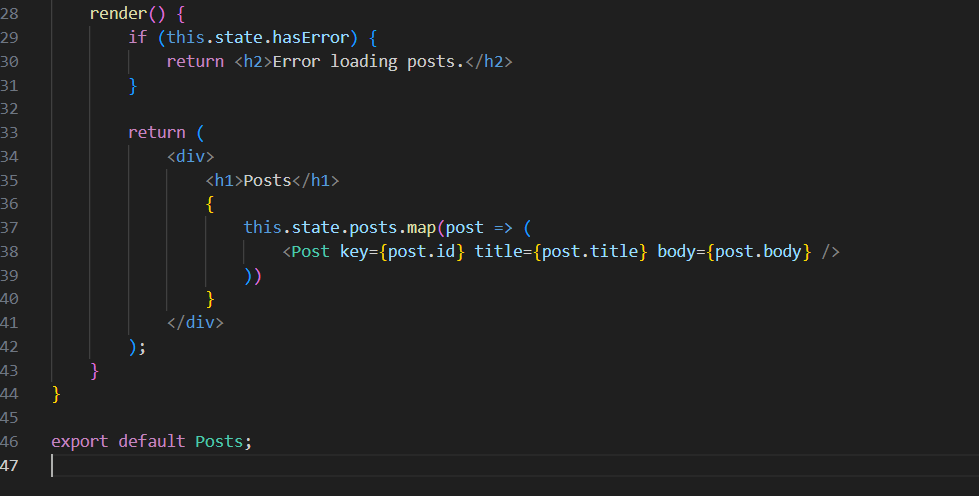 28 render() {
29 if (this.state.hasError) {
30 return <h2>Error loading posts.</h2>
31 }
32
33 return (
34 <div>
35 <h1>Posts</h1>
36 {
37 this.state.posts.map(post => (
38 <Post key={post.id} title={post.title} body={post.body} />
39 ))
40 }
41 </div>
42 );
43 }
44 }
45
46 export default Posts;
47